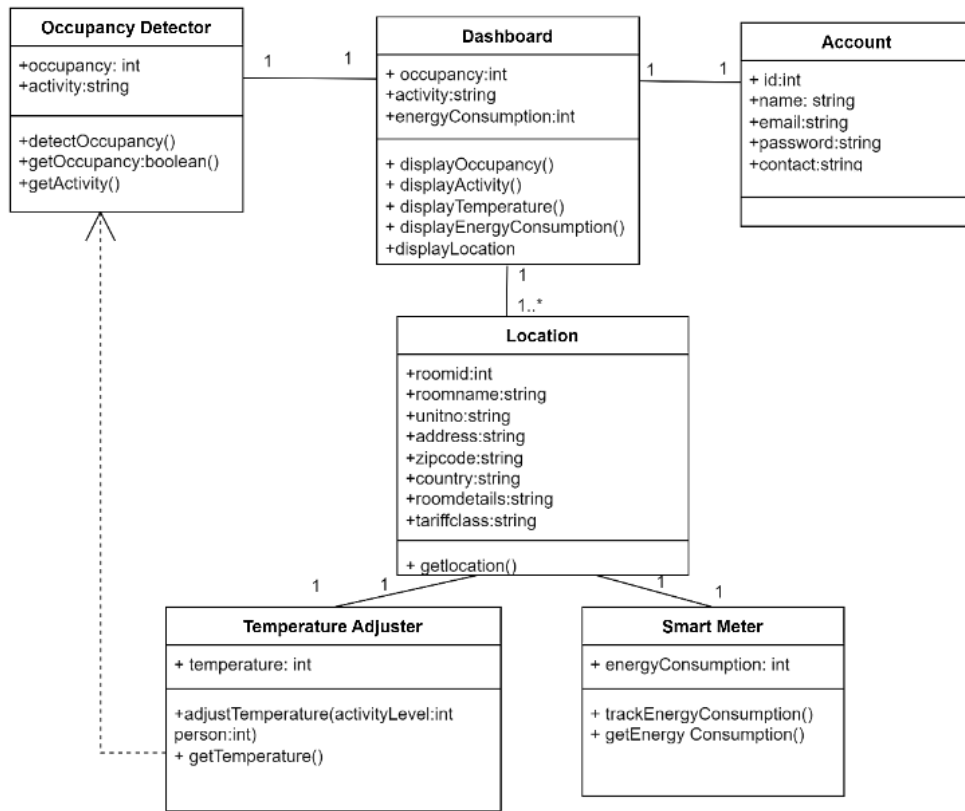 Occupancy Detector
+occupancy: int
+activity:string
+detectOccupancy()
+getOccupancy:boolean()
+getActivity()
1
1
Dashboard
+ occupancy:int
+activity:string
+energyConsumption:int
+ displayOccupancy()
+ displayActivity()
+ displayTemperature()
+ displayEnergyConsumption()
+displayLocation
1
1
Account
+ id:int
+name: string
+email:string
+password:string
+contact:string
1
1..*
Location
+roomid:int
+roomname:string
+unitno:string
+address:string
+zipcode:string
+country:string
+roomdetails:string
+tariffclass:string
+ getlocation()
1
1
1
1
Temperature Adjuster
+ temperature: int
+adjustTemperature(activityLevel:int
person:int)
+ getTemperature()
Smart Meter
+ energyConsumption: int
+ trackEnergyConsumption()
+ getEnergy Consumption()